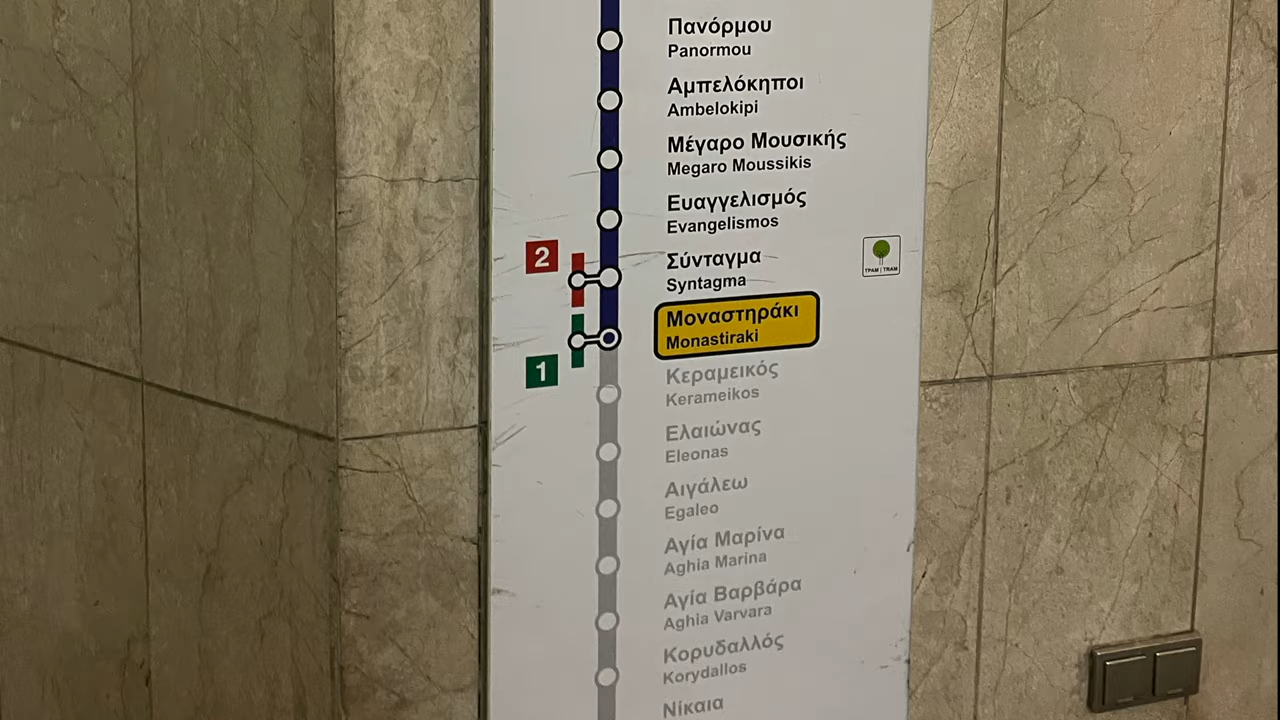 Πανόρμου
Panormou
Αμπελόκηποι
Ambelokipi
Μέγαρο Μουσικής
Megaro Moussikis
Ευαγγελισμός
Evangelismos
2
Σύνταγμα
Syntagma
ΤΡΑΜ | TRAM
Μοναστηράκι
Monastiraki
1
Κεραμεικός
Kerameikos
Ελαιώνας
Eleonas
Αιγάλεω
Egaleo
Αγία Μαρίνα
Aghia Marina
Αγία Βαρβάρα
Aghia Varvara
Κορυδαλλός
Korydallos
Νίκαια